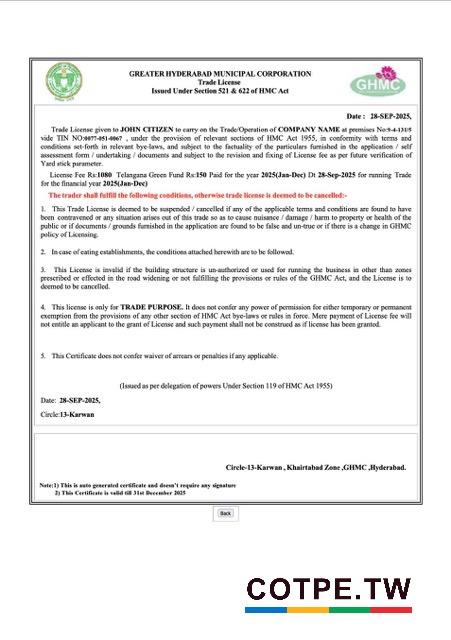 GREATER HYDERABAD MUNICIPAL CORPORATION
Trade License
Issued Under Section 521 & 622 of HMC Act
GHMC
Date : 28-SEP-2025,
Trade License given to JOHN CITIZEN to carry on the Trade/Operation of COMPANY NAME at premises No:9-4-131/5
vide TIN NO:0077-051-0067 , under the provision of relevant sections of HMC Act 1955, in conformity with terms and
conditions set-forth in relevant bye-laws, and subject to the factuality of the particulars furnished in the application / self
assessment form / undertaking / documents and subject to the revision and fixing of License fee as per future verification of
Yard stick parameter.
License Fee Rs:1080 Telangana Green Fund Rs:150 Paid for the year 2025(Jan-Dec) Dt 28-Sep-2025 for running Trade
for the financial year 2025(Jan-Dec)
The trader shall fulfill the following conditions, otherwise trade license is deemed to be cancelled:-
1. This Trade License is deemed to be suspended / cancelled if any of the applicable terms and conditions are found to have
been contravened or any situation arises out of this trade so as to cause nuisance / damage / harm to property or health of the
public or if documents / grounds furnished in the application are found to be false and un-true or if there is a change in GHMC
policy of Licensing.
2. In case of eating establishments, the conditions attached herewith are to be followed.
3. This License is invalid if the building structure is un-authorized or used for running the business in other than zones
prescribed or effected in the road widening or not fulfilling the provisions or rules of the GHMC Act, and the License is to
deemed to be cancelled.
4. This license is only for TRADE PURPOSE. It does not confer any power of permission for either temporary or permanent
exemption from the provisions of any other section of HMC Act bye-laws or rules in force. Mere payment of License fee will
not entitle an applicant to the grant of License and such payment shall not be construed as if license has been granted.
5. This Certificate does not confer waiver of arrears or penalties if any applicable.
(Issued as per delegation of powers Under Section 119 of HMC Act 1955)
Date: 28-SEP-2025,
Circle:13-Karwan
Circle-13-Karwan , Khairtabad Zone ,GHMC ,Hyderabad.
Note:1) This is auto generated certificate and doesn't require any signature
2) This Certificate is valid till 31st December 2025
Back
COTPE.TW